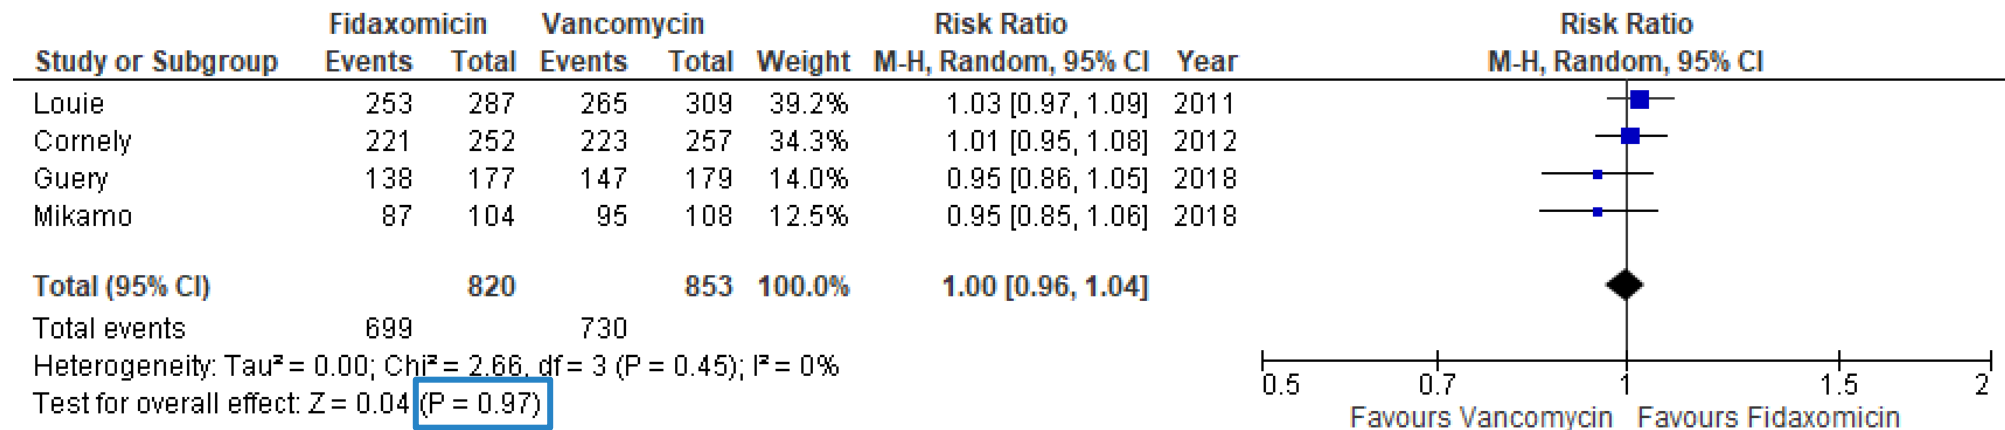 Fidaxomicin Vancomycin Risk Ratio Risk Ratio
Study or Subgroup Events Total Events Total Weight M-H, Random, 95% CI Year M-H, Random, 95% CI
Louie 253 287 265 309 39.2% 1.03 [0.97, 1.09] 2011
Cornely 221 252 223 257 34.3% 1.01 [0.95, 1.08] 2012
Guery 138 177 147 179 14.0% 0.95 [0.86, 1.05] 2018
Mikamo 87 104 95 108 12.5% 0.95 [0.85, 1.06] 2018
Total (95% CI) 820 853 100.0% 1.00 [0.96, 1.04]
Total events 699 730
Heterogeneity: Tau² = 0.00; Chi² = 2.66, df = 3 (P = 0.45); I² = 0%
Test for overall effect: Z = 0.04 (P = 0.97)
0.5 0.7 1 1.5 2
Favours Vancomycin Favours Fidaxomicin